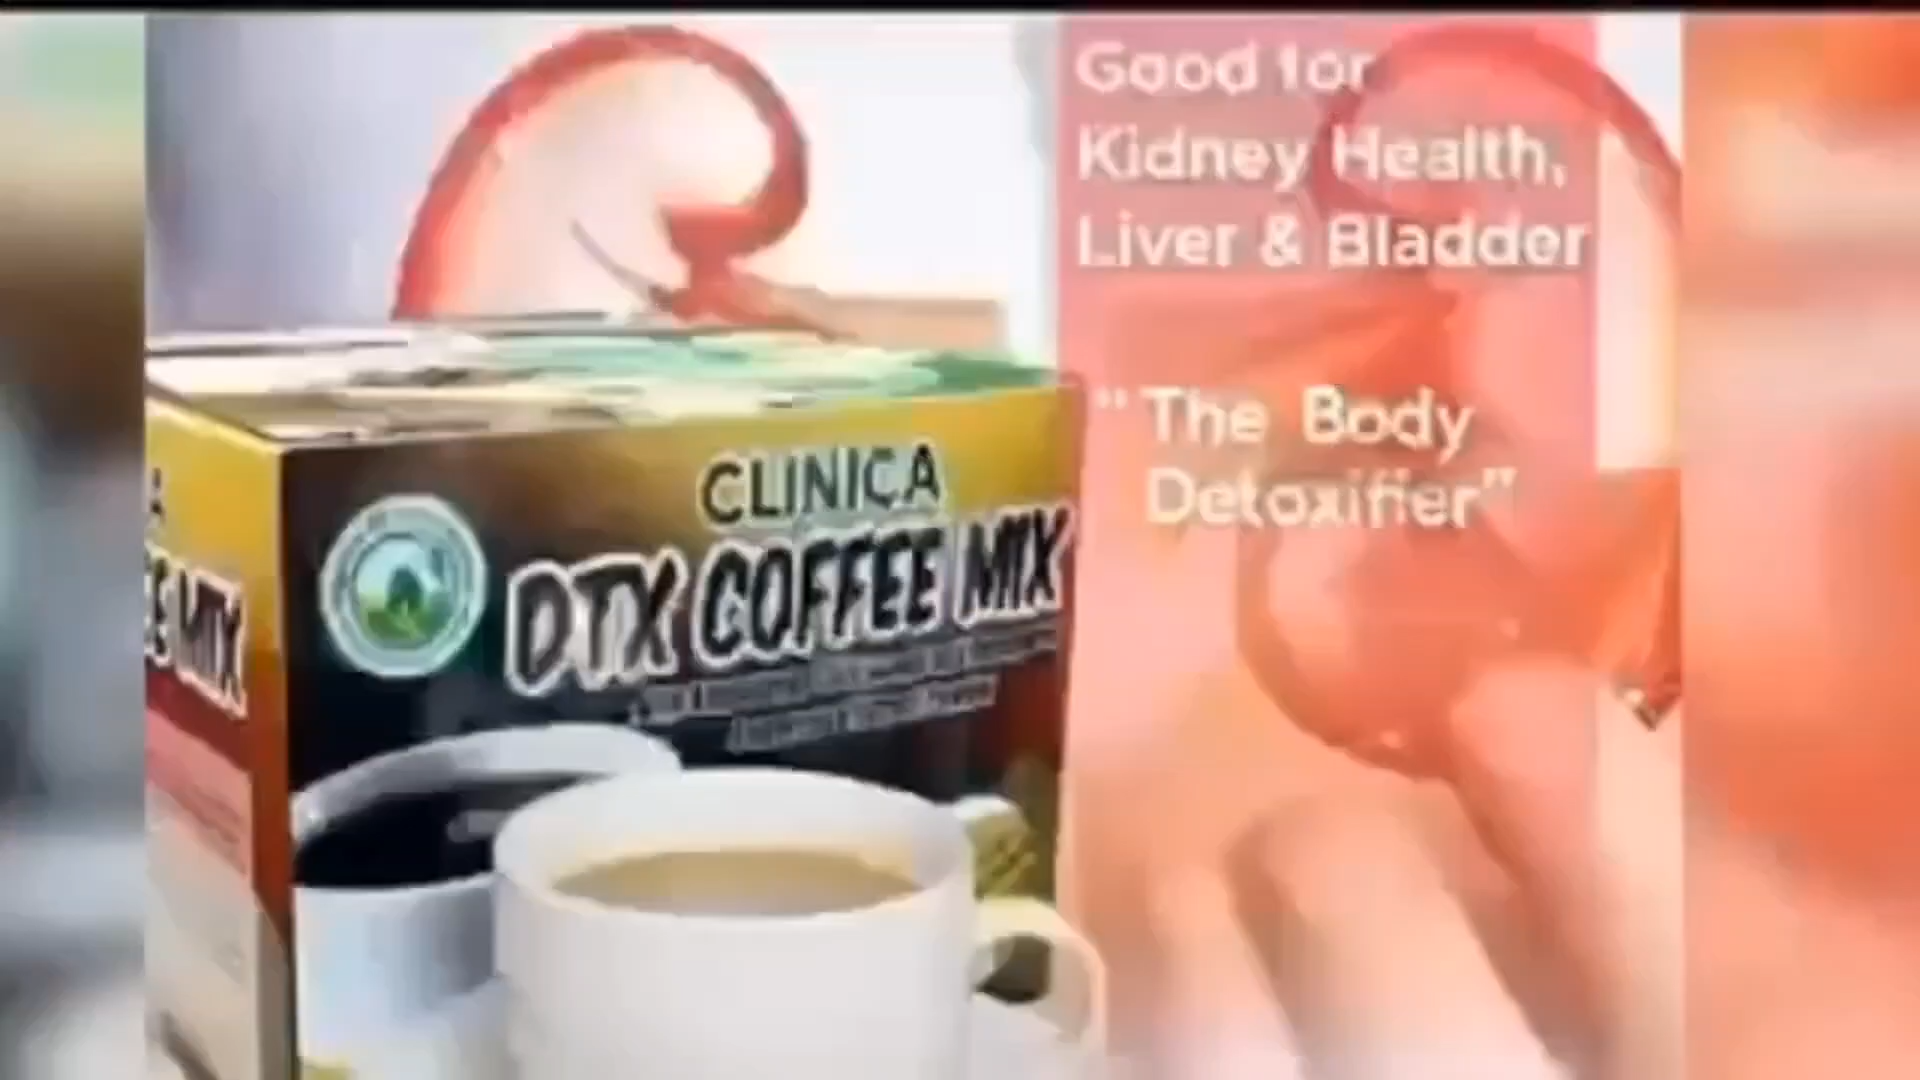 Good for
Kidney Health,
Liver & Bladder
"The Body
Detoxifier"
CLINICA
DTX COFFEE MIX
MIX